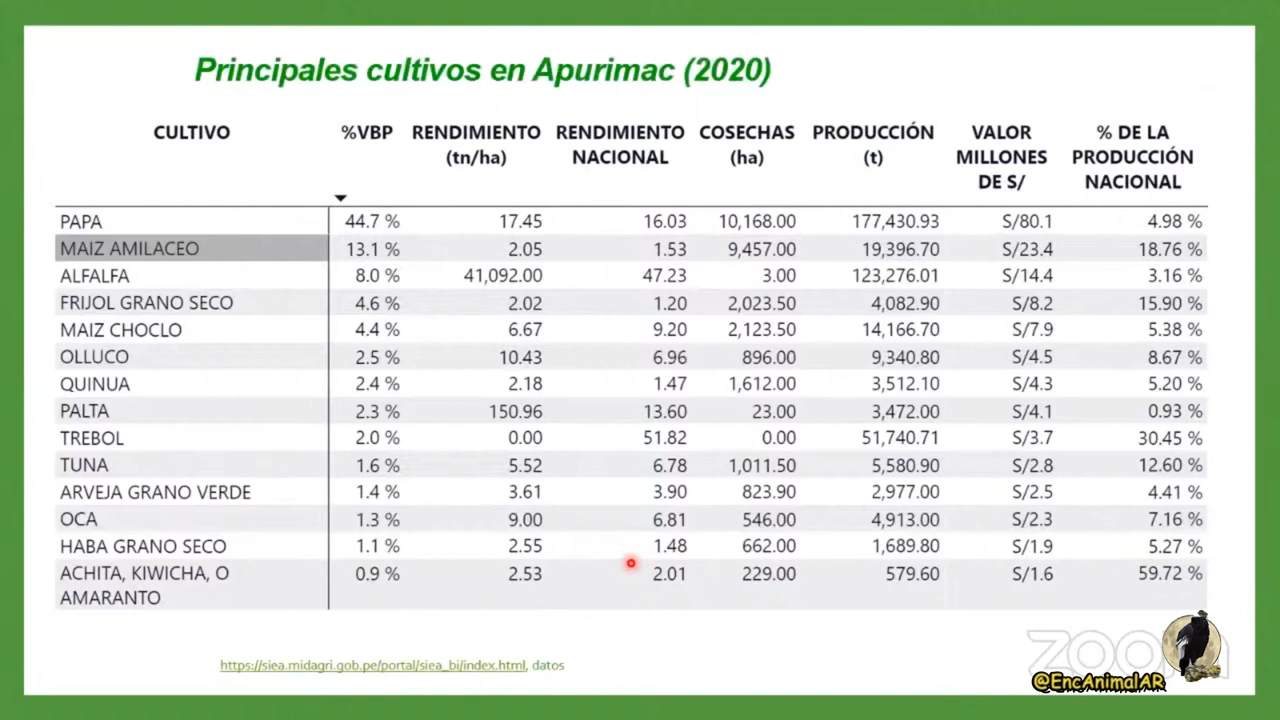 Principales cultivos en Apurimac (2020)
CULTIVO %VBP RENDIMIENTO (tn/ha) RENDIMIENTO NACIONAL COSECHAS (ha) PRODUCCIÓN (t) VALOR MILLONES DE S/ % DE LA PRODUCCIÓN NACIONAL
PAPA 44.7 % 17.45 16.03 10,168.00 177,430.93 S/80.1 4.98 %
MAIZ AMILACEO 13.1 % 2.05 1.53 9,457.00 19,396.70 S/23.4 18.76 %
ALFALFA 8.0 % 41,092.00 47.23 3.00 123,276.01 S/14.4 3.16 %
FRIJOL GRANO SECO 4.6 % 2.02 1.20 2,023.50 4,082.90 S/8.2 15.90 %
MAIZ CHOCLO 4.4 % 6.67 9.20 2,123.50 14,166.70 S/7.9 5.38 %
OLLUCO 2.5 % 10.43 6.96 896.00 9,340.80 S/4.5 8.67 %
QUINUA 2.4 % 2.18 1.47 1,612.00 3,512.10 S/4.3 5.20 %
PALTA 2.3 % 150.96 13.60 23.00 3,472.00 S/4.1 0.93 %
TREBOL 2.0 % 0.00 51.82 0.00 51,740.71 S/3.7 30.45 %
TUNA 1.6 % 5.52 6.78 1,011.50 5,580.90 S/2.8 12.60 %
ARVEJA GRANO VERDE 1.4 % 3.61 3.90 823.90 2,977.00 S/2.5 4.41 %
OCA 1.3 % 9.00 6.81 546.00 4,913.00 S/2.3 7.16 %
HABA GRANO SECO 1.1 % 2.55 1.48 662.00 1,689.80 S/1.9 5.27 %
ACHITA, KIWICHA, O 0.9 % 2.53 2.01 229.00 579.60 S/1.6 59.72 %
AMARANTO
https://siea.midagri.gob.pe/portal/siea_bi/index.html, datos
zoom
@EncAnimalAR